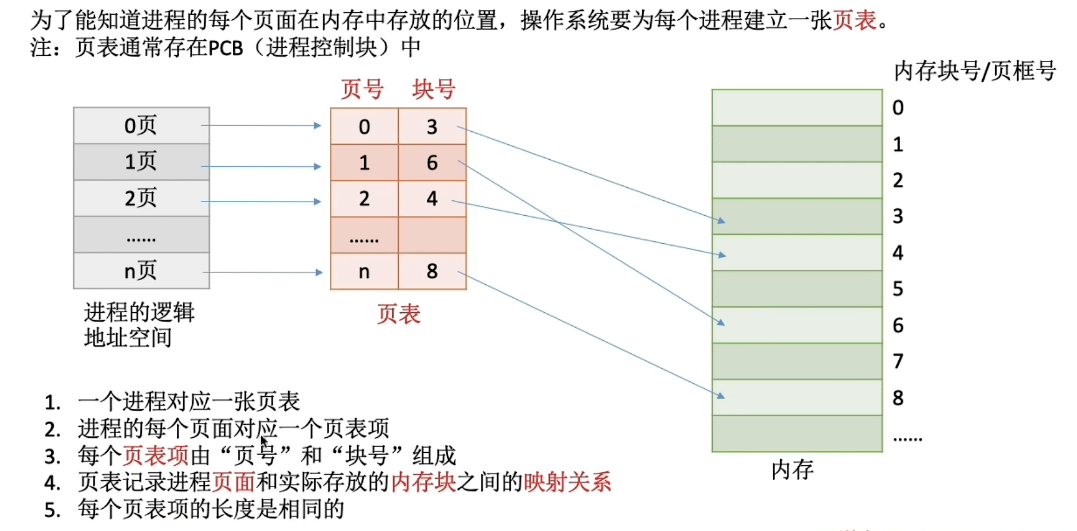 为了能知道进程的每个页面在内存中存放的位置，操作系统要为每个进程建立一张页表。
注：页表通常存在PCB（进程控制块）中
内存块号/页框号
页号 块号
0页 0 3 0
1页 1 6 1
2页 2 4 2
...... ......
n页 n 8
3
4
5
6
7
8
......
进程的逻辑
地址空间
页表
内存
1. 一个进程对应一张页表
2. 进程的每个页面对应一个页表项
3. 每个页表项由“页号”和“块号”组成
4. 页表记录进程页面和实际存放的内存块之间的映射关系
5. 每个页表项的长度是相同的